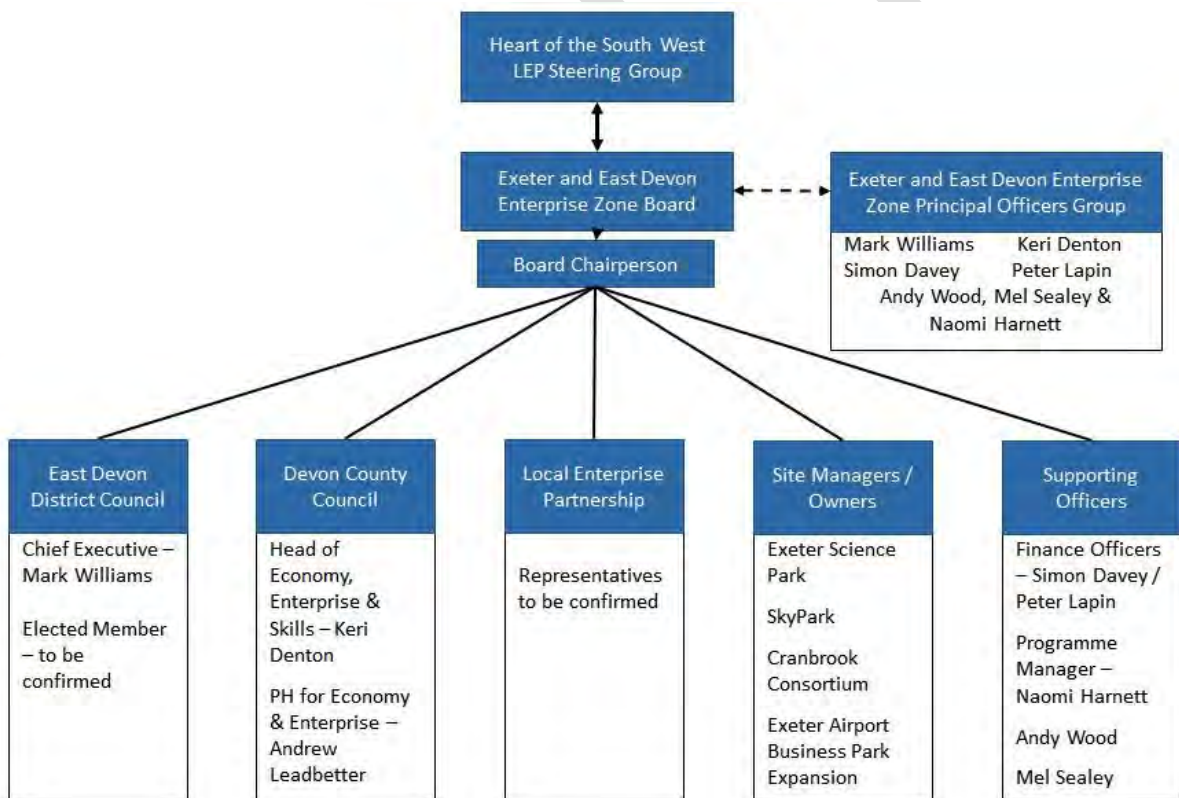 Heart of the South West
LEP Steering Group
Exeter and East Devon
Enterprise Zone Board
Exeter and East Devon Enterprise
Zone Principal Officers Group
Mark Williams Keri Denton
Simon Davey Peter Lapin
Andy Wood, Mel Sealey &
Naomi Harnett
Board Chairperson
East Devon
District Council
Chief Executive –
Mark Williams
Elected Member
– to be
confirmed
Devon County
Council
Head of
Economy,
Enterprise &
Skills – Keri
Denton
PH for Economy
& Enterprise –
Andrew
Leadbetter
Local Enterprise
Partnership
Representatives
to be confirmed
Site Managers /
Owners
Exeter Science
Park
SkyPark
Cranbrook
Consortium
Exeter Airport
Business Park
Expansion
Supporting
Officers
Finance Officers
– Simon Davey /
Peter Lapin
Programme
Manager –
Naomi Harnett
Andy Wood
Mel Sealey